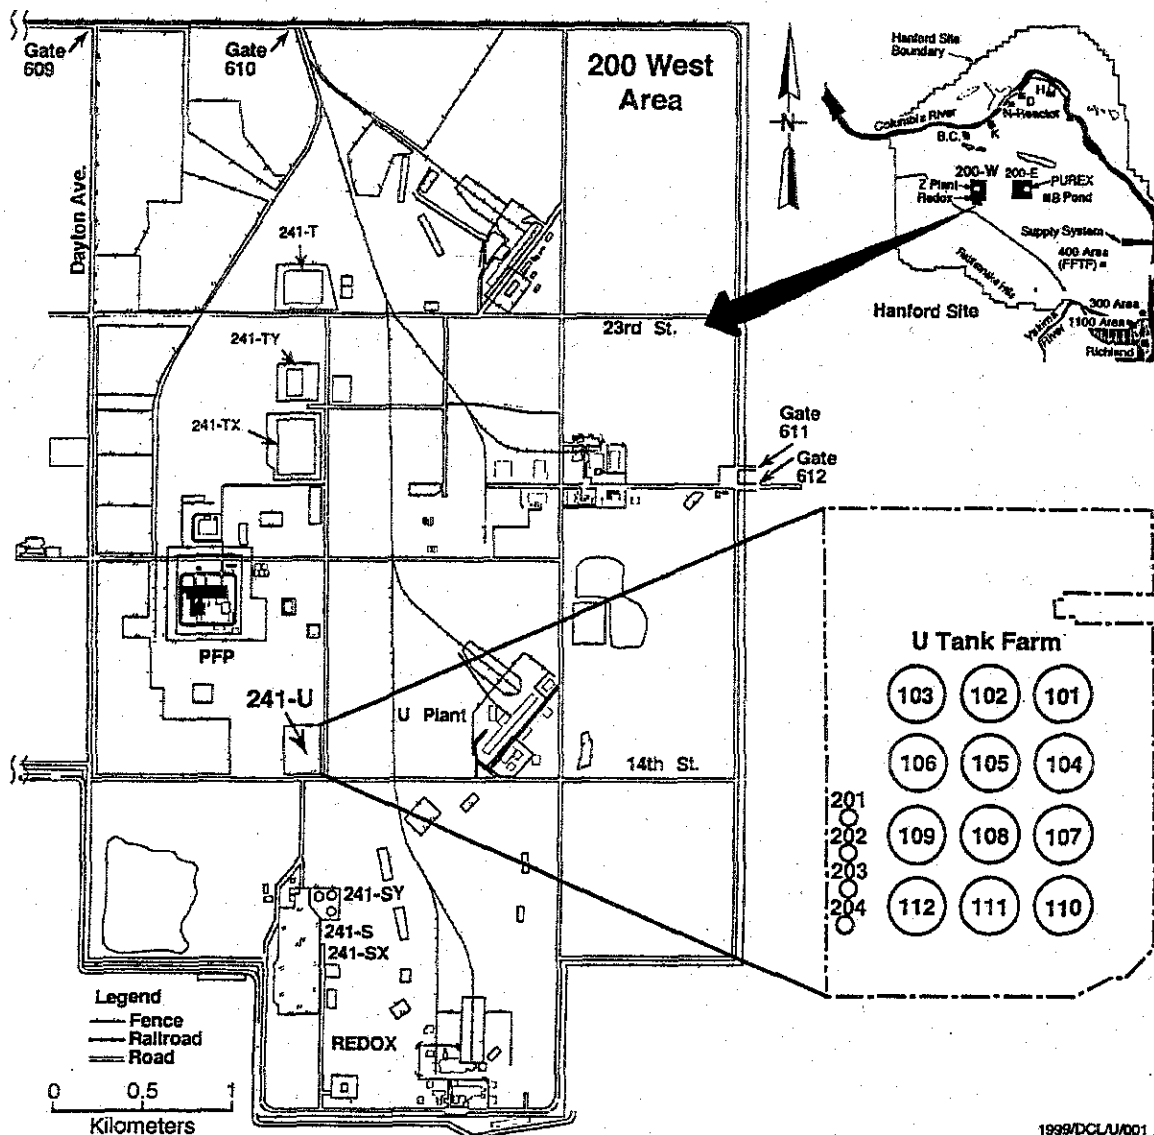 Gate
609
Gate
610
200 West
Area
Dayton Ave.
241-T
23rd St.
241-TY
241-TX
Gate
611
Gate
612
PFP
241-U
U Plant
14th St.
241-SY
241-S
241-SX
REDOX
Legend
Fence
Railroad
Road
0 0.5 1
Kilometers
N
Hanford Site
Boundary
Columbia River
H
D
N-Reactor
K
B.C.
200-W
200-E
Z Plant
Redox
PUREX
B Pond
Supply System
400 Area
(FFTF)
Rattlesnake Hills
Hanford Site
300 Area
1100 Area
Yakima
River
Richland
U Tank Farm
103 102 101
106 105 104
201
109 108 107
202
203
112 111 110
204
1999/DCL/U/001